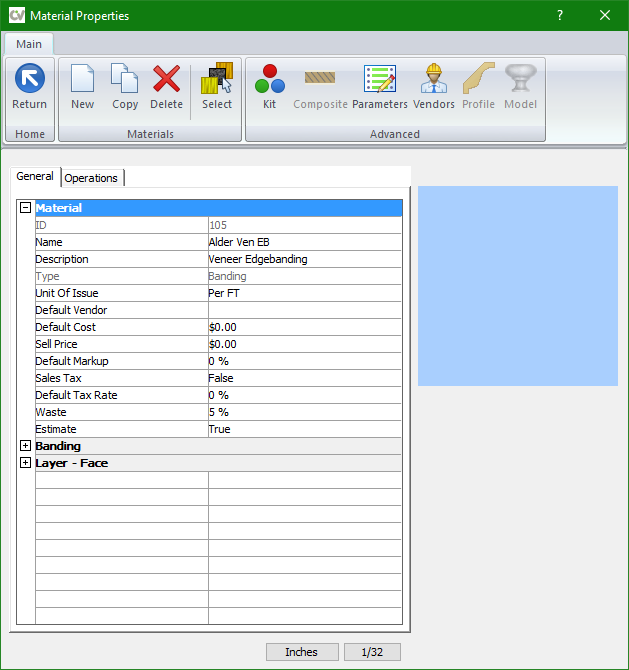 CV Material Properties ? ×
Main
Return New Copy Delete Select Kit Composite Parameters Vendors Profile Model
Home Materials Advanced
General Operations
Material
ID 105
Name Alder Ven EB
Description Veneer Edgebanding
Type Banding
Unit Of Issue Per FT
Default Vendor
Default Cost $0.00
Sell Price $0.00
Default Markup 0 %
Sales Tax False
Default Tax Rate 0 %
Waste 5 %
Estimate True
Banding
Layer - Face
Inches 1/32